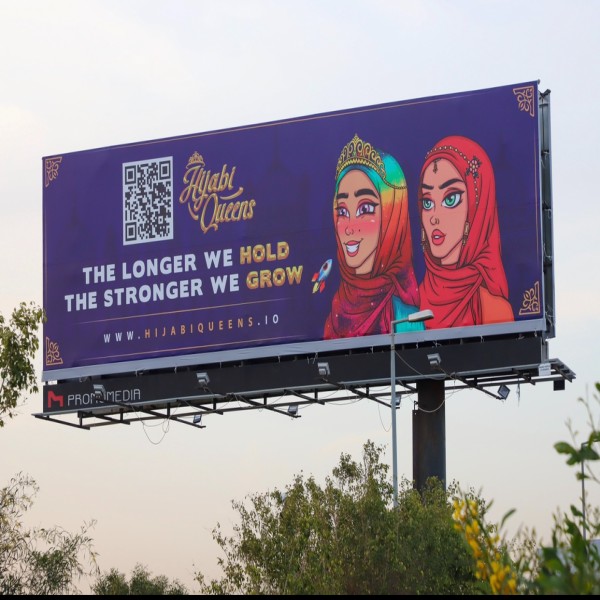 Hijabi
Queens
THE LONGER WE HOLD
THE STRONGER WE GROW
WWW.HIJABIQUEENS.IO
PROMOMEDIA